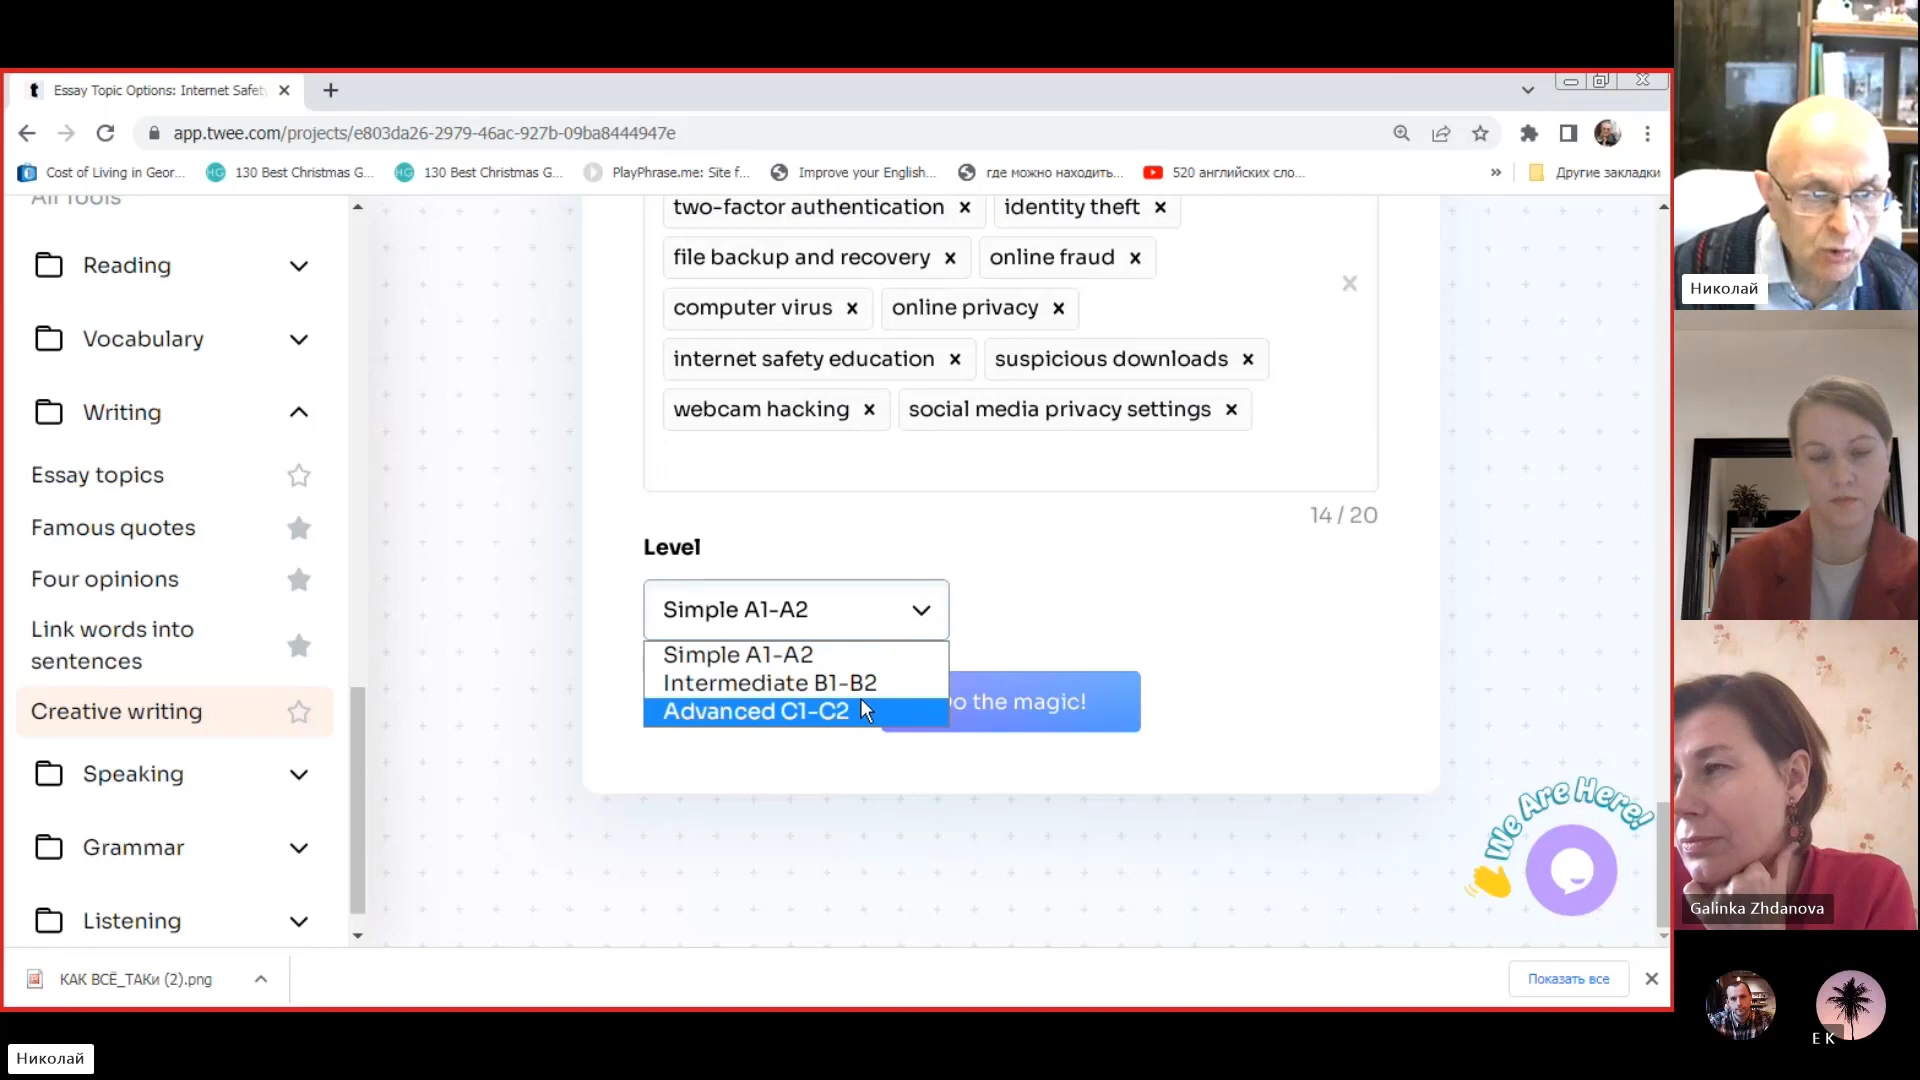 Essay Topic Options: Internet Safet
app.twee.com/projects/e803da26-2979-46ac-927b-09ba8444947e
Cost of Living in Geor...
130 Best Christmas G...
130 Best Christmas G...
PlayPhrase.me: Site f...
Improve your English...
где можно находить...
520 английских сло...
»
Другие закладки
All Tools
Reading
Vocabulary
Writing
Essay topics
Famous quotes
Four opinions
Link words into
sentences
Creative writing
Speaking
Grammar
Listening
two-factor authentication × identity theft ×
file backup and recovery × online fraud ×
computer virus × online privacy ×
internet safety education × suspicious downloads ×
webcam hacking × social media privacy settings ×
14 / 20
Level
Simple A1-A2
Simple A1-A2
Intermediate B1-B2
Advanced C1-C2
o the magic!
We Are Here!
КАК ВСЁ_ТАКи (2).png
Показать все
Николай
Galinka Zhdanova
E K
Николай